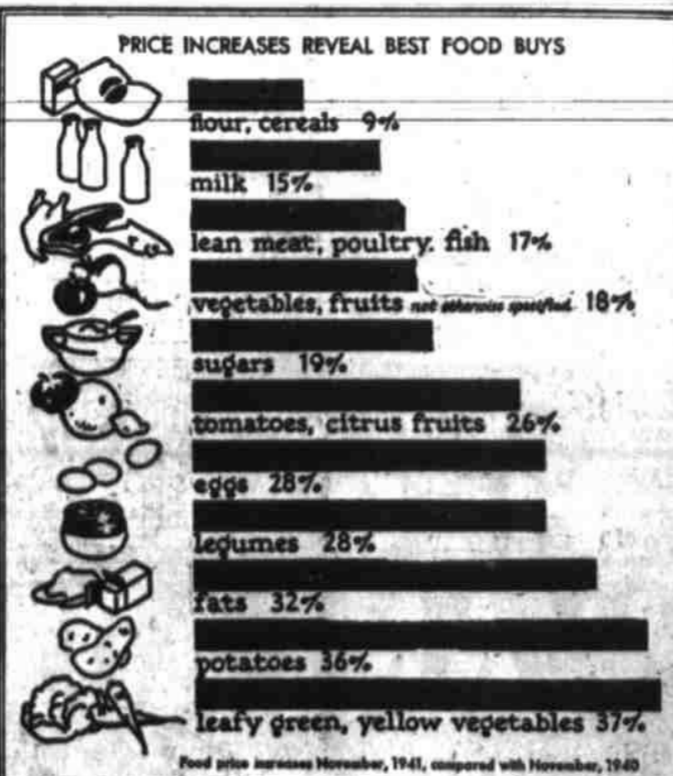 PRICE INCREASES REVEAL BEST FOOD BUYS
flour, cereals 9%
milk 15%
lean meat, poultry. fish 17%
vegetables, fruits not otherwise specified 18%
sugars 19%
tomatoes, citrus fruits 26%
eggs 28%
legumes 28%
fats 32%
potatoes 36%
leafy green, yellow vegetables 37%
Food price increases November, 1941, compared with November, 1940